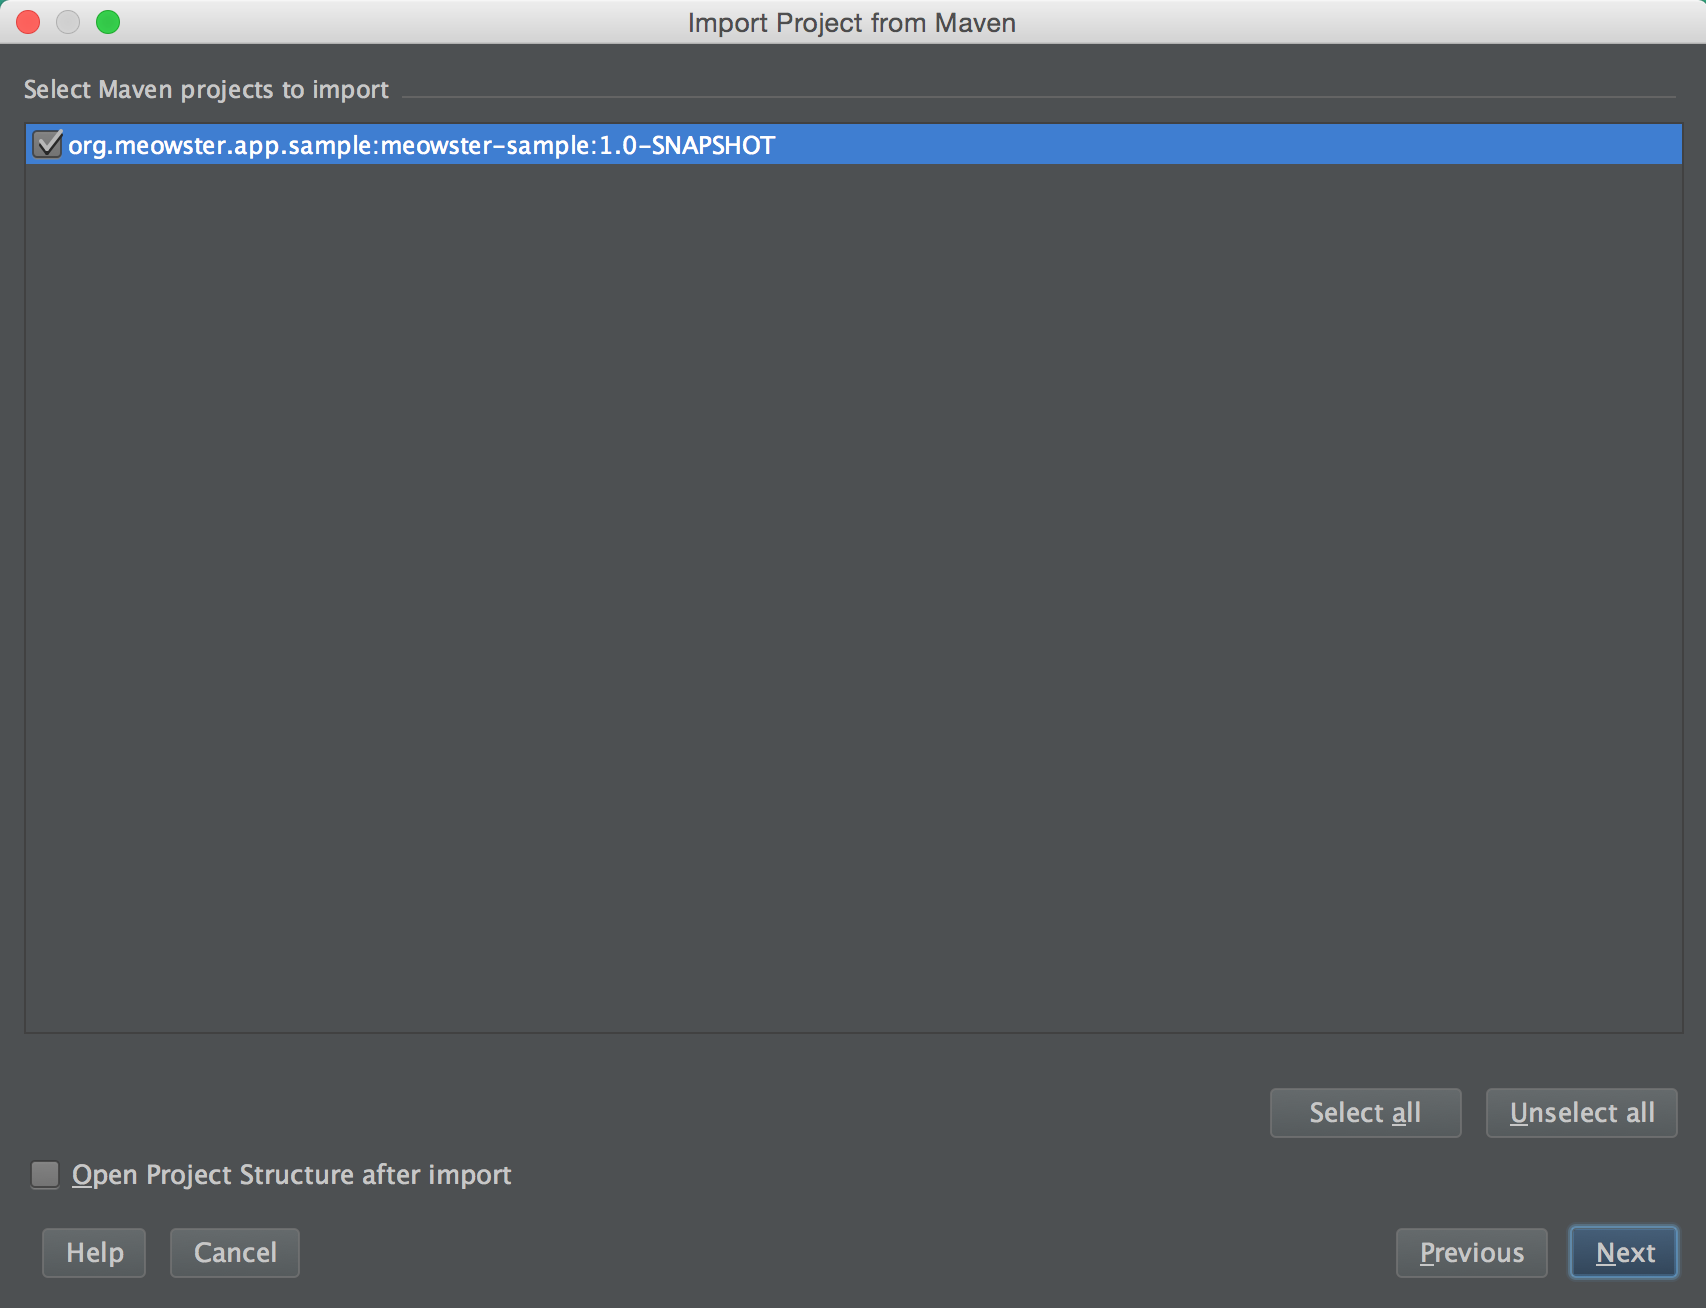 Import Project from Maven
Select Maven projects to import
org.meowster.app.sample:meowster-sample:1.0-SNAPSHOT
Select all
Unselect all
Open Project Structure after import
Help
Cancel
Previous
Next